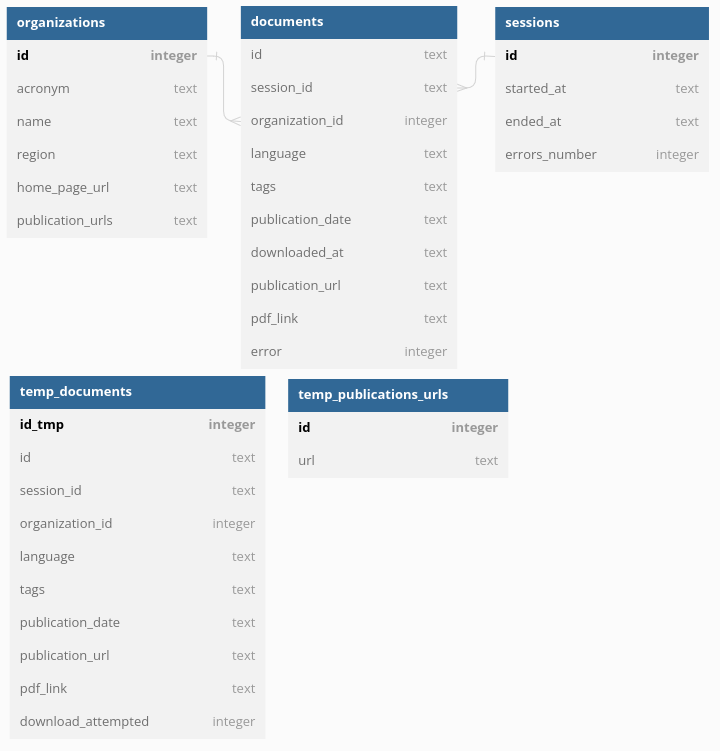 organizations
id integer
acronym text
name text
region text
home_page_url text
publication_urls text
documents
id text
session_id text
organization_id integer
language text
tags text
publication_date text
downloaded_at text
publication_url text
pdf_link text
error integer
sessions
id integer
started_at text
ended_at text
errors_number integer
temp_documents
id_tmp integer
id text
session_id text
organization_id integer
language text
tags text
publication_date text
publication_url text
pdf_link text
download_attempted integer
temp_publications_urls
id integer
url text